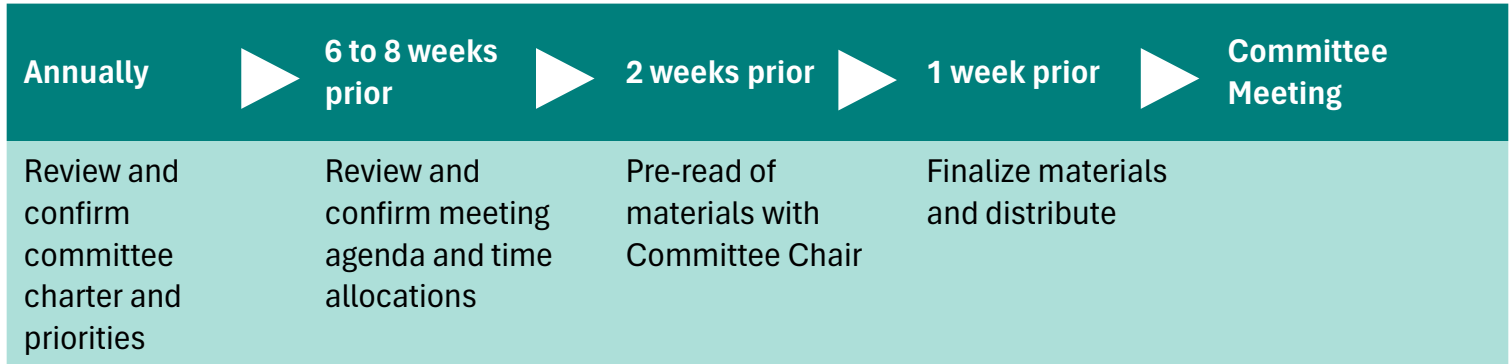 Annually
6 to 8 weeks
prior
2 weeks prior
1 week prior
Committee
Meeting
Review and
confirm
committee
charter and
priorities
Review and
confirm meeting
agenda and time
allocations
Pre-read of
materials with
Committee Chair
Finalize materials
and distribute